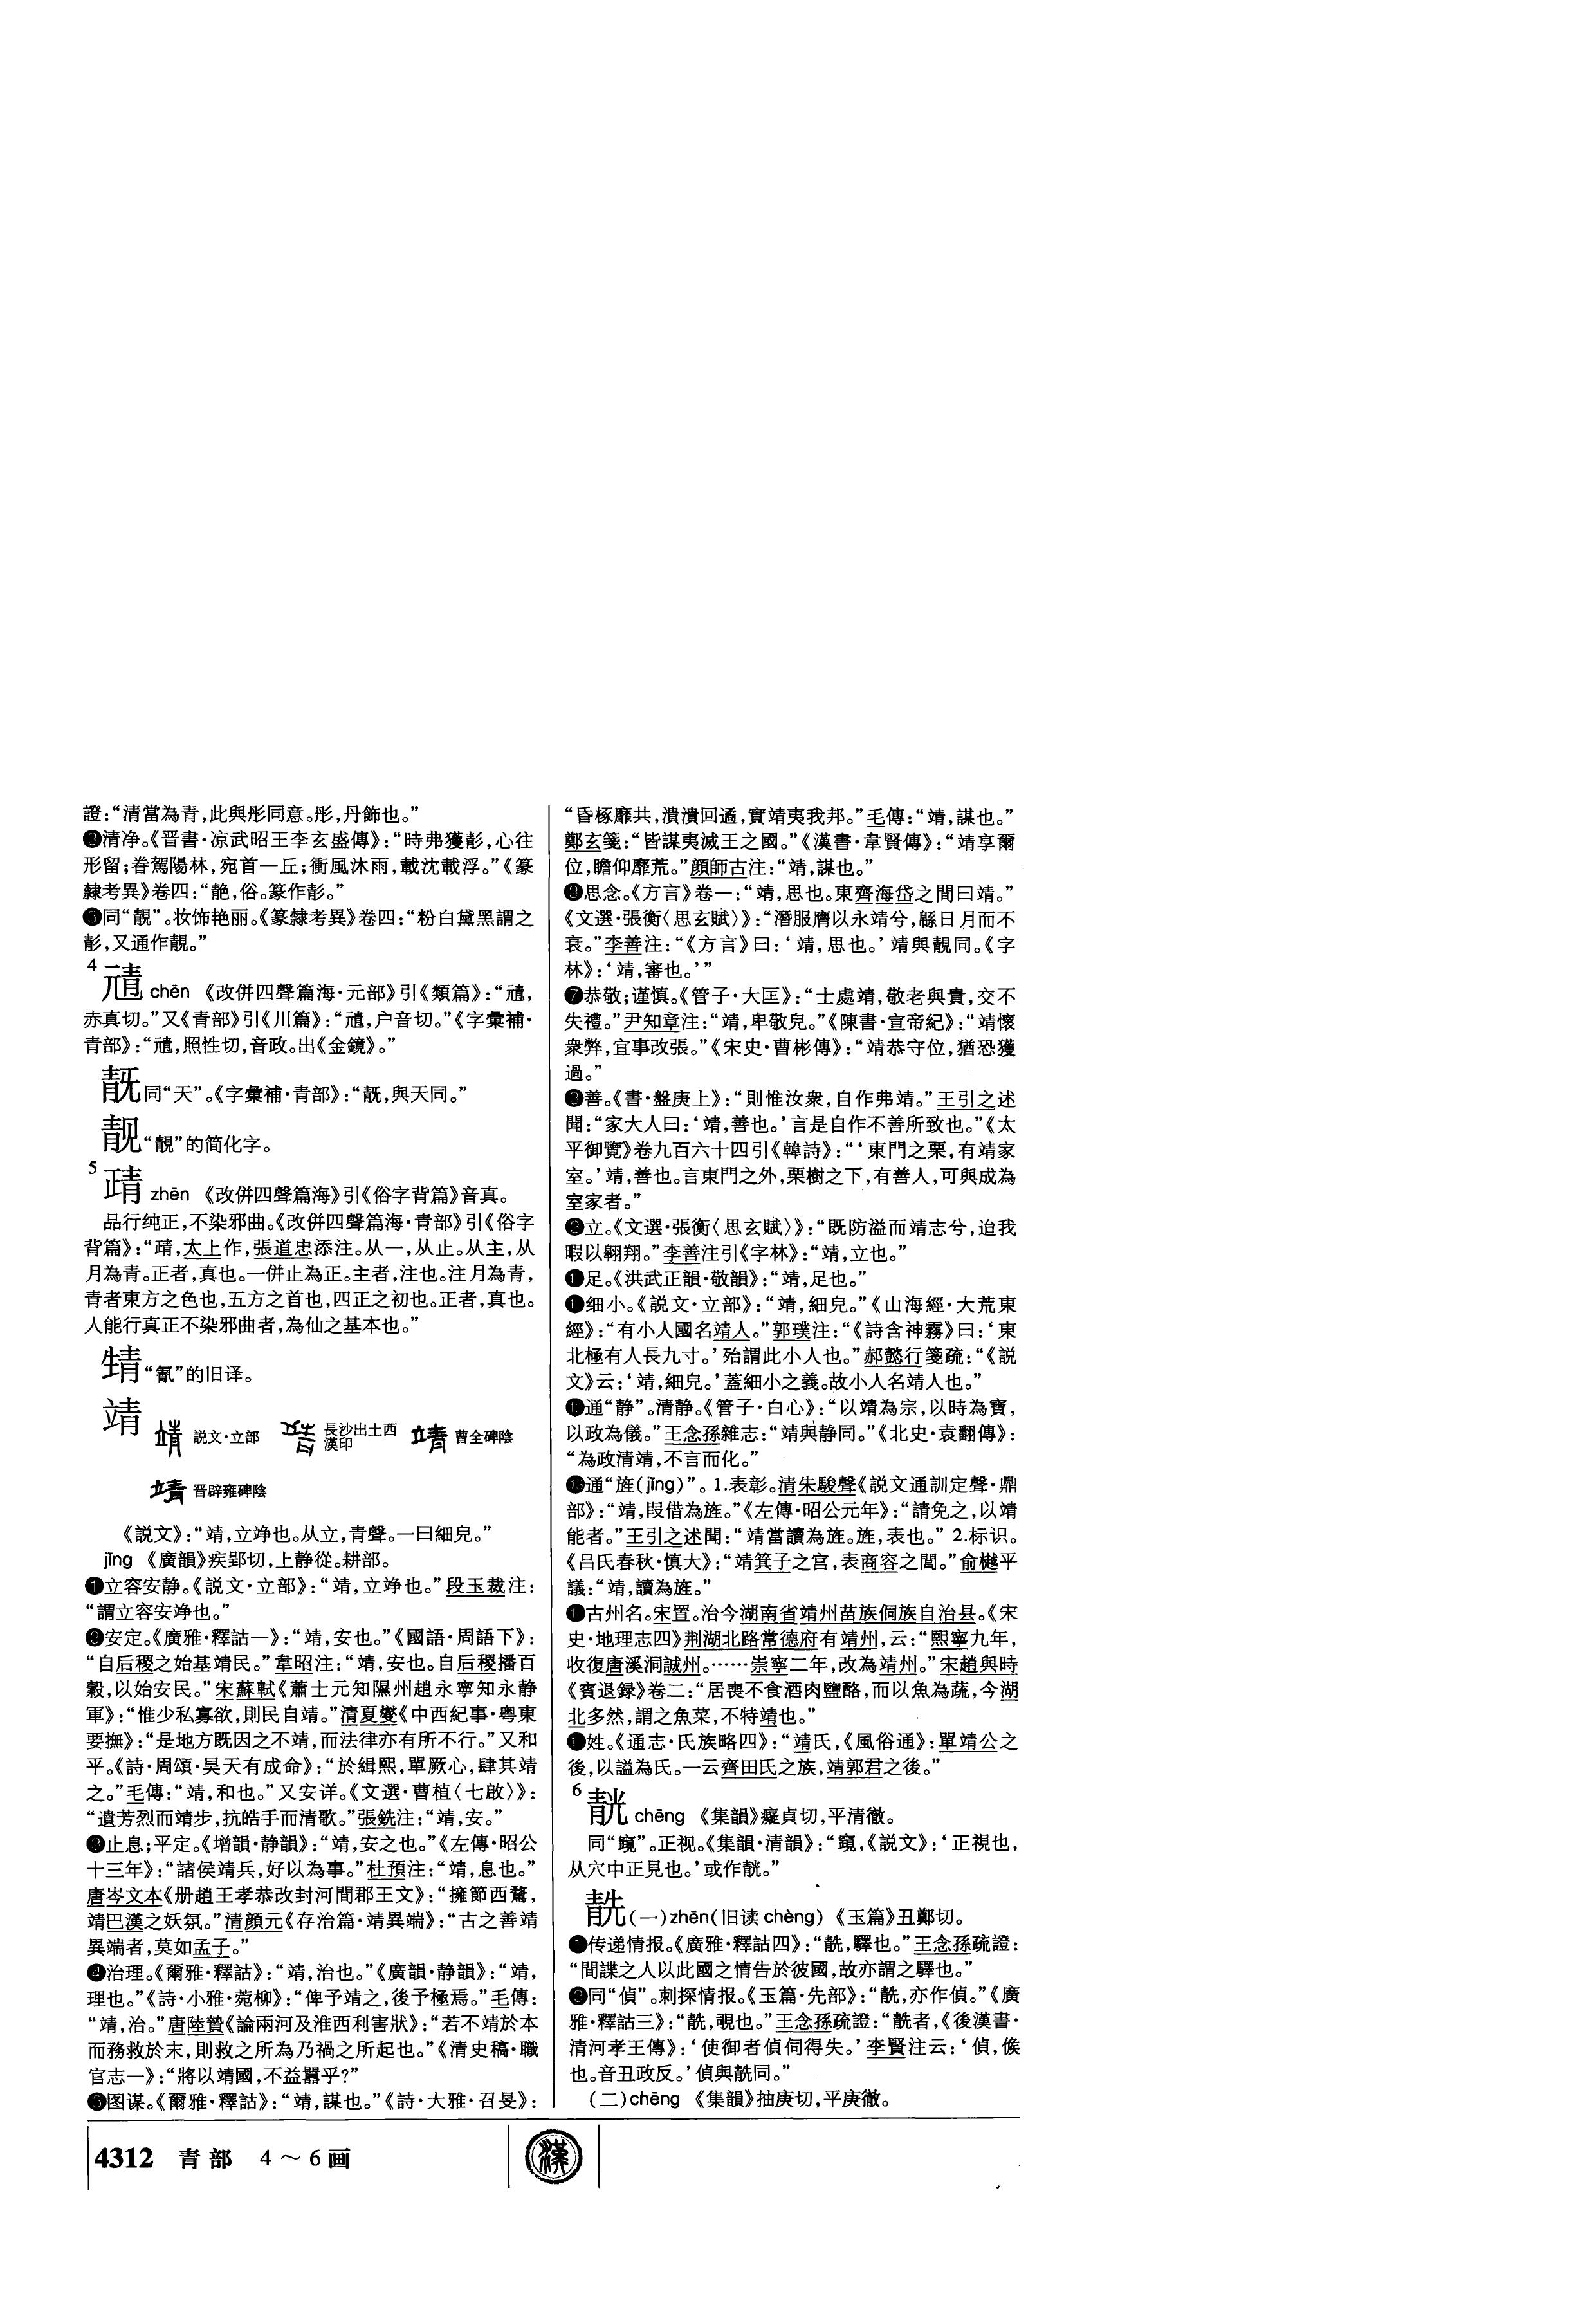 證：“清當為青，此與彤同意。彤，丹飾也。”
清净。《晋書·凉武昭王李玄盛傳》：“時弗獲彰，心往
形留；眷駕陽林，宛首一丘；衝風沐雨，載沈載浮。”《篆
隸考異》卷四：“䒌，俗。篆作彰。”
同“靚”。妆饰艳丽。《篆隸考異》卷四：“粉白黛黑謂之
，又通作靚。”
4
chēn 《改併四聲篇海·元部》引《類篇》：“，
赤真切。”又《青部》引《川篇》：“，户音切。”《字彙補·
青部》：“，照性切，音政。出《金鏡》。”
靔同“天”。《字彙補·青部》：“，與天同。”
靓“靚”的简化字。
5
zhēn 《改併四聲篇海》引《俗字背篇》音真。
品行纯正，不染邪曲。《改併四聲篇海·青部》引《俗字
背篇》：“，太上作，張道忠添注。从一，从止。从主，从
月為青。正者，真也。一併止為正。主者，注也。注月為青，
青者東方之色也，五方之首也，四正之初也。正者，真也。
人能行真正不染邪曲者，為仙之基本也。”
“氰”的旧译。
靖 説文·立部 長沙出土西漢印 曹全碑陰
晋辟雍碑陰
《説文》：“靖，立竫也。从立，青聲。一曰細皃。”
jìng 《廣韻》疾郢切，上静從。耕部。
❶立容安静。《説文·立部》：“靖，立竫也。”段玉裁注：
“謂立容安竫也。”
安定。《廣雅·釋詁一》：“靖，安也。”《國語·周語下》：
“自后稷之始基靖民。”韋昭注：“靖，安也。自后稷播百
穀，以始安民。”宋蘇軾《蕭士元知隰州趙永寧知永静
軍》：“惟少私寡欲，則民自靖。”清夏燮《中西紀事·粤東
要撫》：“是地方既因之不靖，而法律亦有所不行。”又和
平。《詩·周頌·昊天有成命》：“於緝熙，單厥心，肆其靖
之。”毛傳：“靖，和也。”又安详。《文選·曹植〈七啟〉》：
“遺芳烈而靖步，抗皓手而清歌。”張銑注：“靖，安。”
止息；平定。《增韻·静韻》：“靖，安之也。”《左傳·昭公
十三年》：“諸侯靖兵，好以為事。”杜預注：“靖，息也。”
唐岑文本《册趙王孝恭改封河間郡王文》：“擁節西騖，
靖巴漢之妖氛。”清顔元《存治篇·靖異端》：“古之善靖
異端者，莫如孟子。”
❹治理。《爾雅·釋詁》：“靖，治也。”《廣韻·静韻》：“靖，
理也。”《詩·小雅·菀柳》：“俾予靖之，後予極焉。”毛傳：
“靖，治。”唐陸贄《論兩河及淮西利害狀》：“若不靖於本
而務救於末，則救之所為乃禍之所起也。”《清史稿·職
官志一》：“將以靖國，不益囂乎？”
❺图谋。《爾雅·釋詁》：“靖，謀也。”《詩·大雅·召旻》：
“昏椓靡共，潰潰回遹，實靖夷我邦。”毛傳：“靖，謀也。”
鄭玄箋：“皆謀夷滅王之國。”《漢書·韋賢傳》：“靖享爾
位，瞻仰靡荒。”顔師古注：“靖，謀也。”
思念。《方言》卷一：“靖，思也。東齊海岱之間曰靖。”
《文選·張衡〈思玄賦〉》：“潛服膺以永靖兮，緜日月而不
衰。”李善注：“《方言》曰：‘靖，思也。’靖與靚同。《字
林》：‘靖，審也。’”
❼恭敬；谨慎。《管子·大匡》：“士處靖，敬老與貴，交不
失禮。”尹知章注：“靖，卑敬皃。”《陳書·宣帝紀》：“靖懷
衆弊，宜事改張。”《宋史·曹彬傳》：“靖恭守位，猶恐獲
過。”
善。《書·盤庚上》：“則惟汝衆，自作弗靖。”王引之述
聞：“家大人曰：‘靖，善也。’言是自作不善所致也。”《太
平御覽》卷九百六十四引《韓詩》：“‘東門之栗，有靖家
室。’靖，善也。言東門之外，栗樹之下，有善人，可與成為
室家者。”
立。《文選·張衡〈思玄賦〉》：“既防溢而靖志兮，迨我
暇以翱翔。”李善注引《字林》：“靖，立也。”
足。《洪武正韻·敬韻》：“靖，足也。”
细小。《説文·立部》：“靖，細皃。”《山海經·大荒東
經》：“有小人國名靖人。”郭璞注：“《詩含神霧》曰：‘東
北極有人長九寸。’殆謂此小人也。”郝懿行箋疏：“《説
文》云：‘靖，細皃。’蓋細小之義。故小人名靖人也。”
通“静”。清静。《管子·白心》：“以靖為宗，以時為寶，
以政為儀。”王念孫雜志：“靖與静同。”《北史·袁翻傳》：
“為政清靖，不言而化。”
通“旌（jīng）”。1.表彰。清朱駿聲《説文通訓定聲·鼎
部》：“靖，叚借為旌。”《左傳·昭公元年》：“請免之，以靖
能者。”王引之述聞：“靖當讀為旌。旌，表也。” 2.标识。
《吕氏春秋·慎大》：“靖箕子之宫，表商容之閭。”俞樾平
議：“靖，讀為旌。”
古州名。宋置。治今湖南省靖州苗族侗族自治县。《宋
史·地理志四》荆湖北路常德府有靖州，云：“熙寧九年，
收復唐溪洞誠州。……崇寧二年，改為靖州。”宋趙與時
《賓退録》卷二：“居喪不食酒肉鹽酪，而以魚為蔬，今湖
北多然，謂之魚菜，不特靖也。”
姓。《通志·氏族略四》：“靖氏，《風俗通》：單靖公之
後，以謚為氏。一云齊田氏之族，靖郭君之後。”
6
chēng 《集韻》癡貞切，平清徹。
同“竀”。正视。《集韻·清韻》：“竀，《説文》：‘正視也，
从穴中正見也。’或作。”
（一）zhēn（旧读chèng） 《玉篇》丑鄭切。
❶传递情报。《廣雅·釋詁四》：“，驛也。”王念孫疏證：
“間諜之人以此國之情告於彼國，故亦謂之驛也。”
同“偵”。刺探情报。《玉篇·先部》：“，亦作偵。”《廣
雅·釋詁三》：“，覗也。”王念孫疏證：“者，《後漢書·
清河孝王傳》：‘使御者偵伺得失。’李賢注云：‘偵，候
也。音丑政反。’偵與同。”
（二）chēng 《集韻》抽庚切，平庚徹。
4312 青部 4～6画 漢